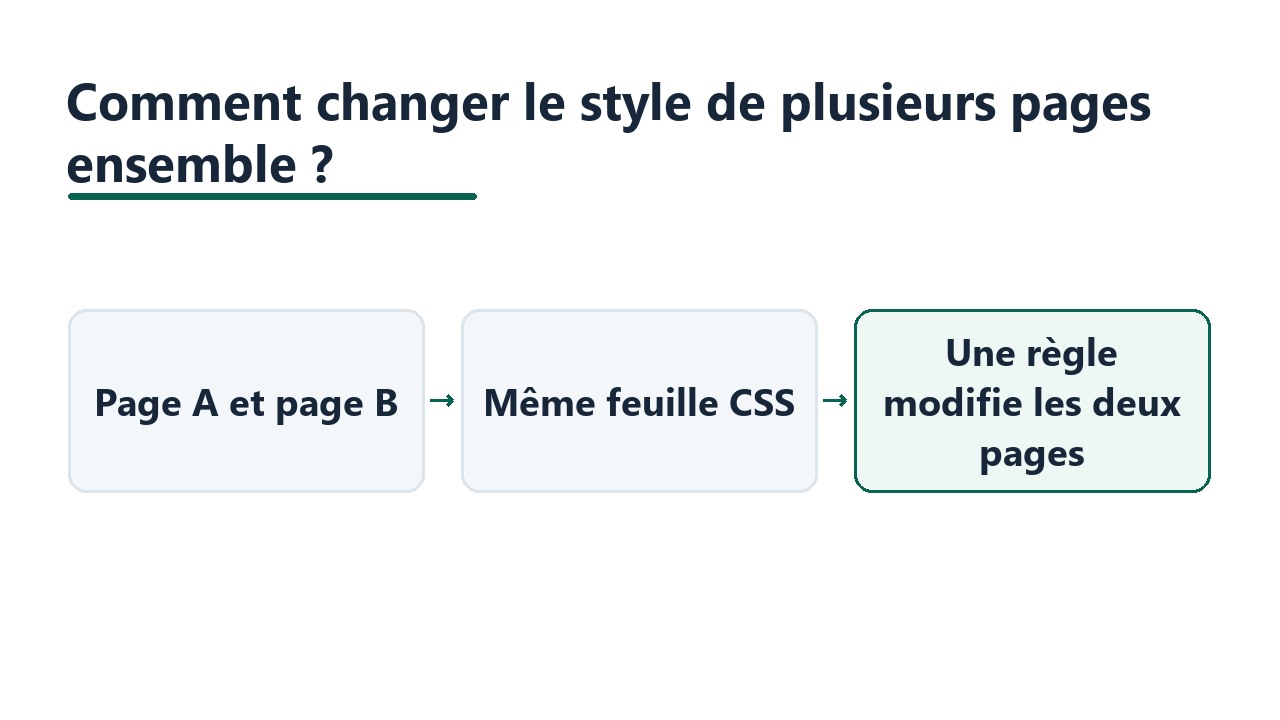 Comment changer le style de plusieurs pages
ensemble ?
Page A et page B
→
Même feuille CSS
→
Une règle
modifie les deux
pages